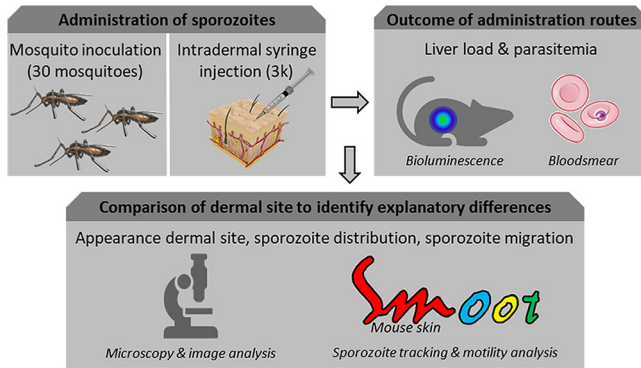 Administration of sporozoites
Mosquito inoculation
(30 mosquitoes)
Intradermal syringe
injection (3k)
Outcome of administration routes
Liver load & parasitemia
Bioluminescence
Bloodsmear
Comparison of dermal site to identify explanatory differences
Appearance dermal site, sporozoite distribution, sporozoite migration
Microscopy & image analysis
Smoot
Mouse skin
Sporozoite tracking & motility analysis